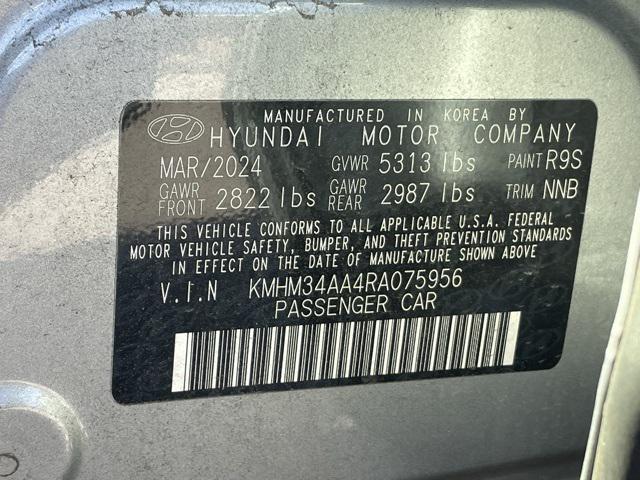 MANUFACTURED IN KOREA BY
HYUNDAI MOTOR COMPANY
MAR/2024 GVWR 5313 lbs PAINT R9S
GAWR FRONT 2822 lbs GAWR REAR 2987 lbs TRIM NNB
THIS VEHICLE CONFORMS TO ALL APPLICABLE U.S.A. FEDERAL
MOTOR VEHICLE SAFETY, BUMPER, AND THEFT PREVENTION STANDARDS
IN EFFECT ON THE DATE OF MANUFACTURE SHOWN ABOVE
V.I.N KMHM34AA4RA075956
PASSENGER CAR